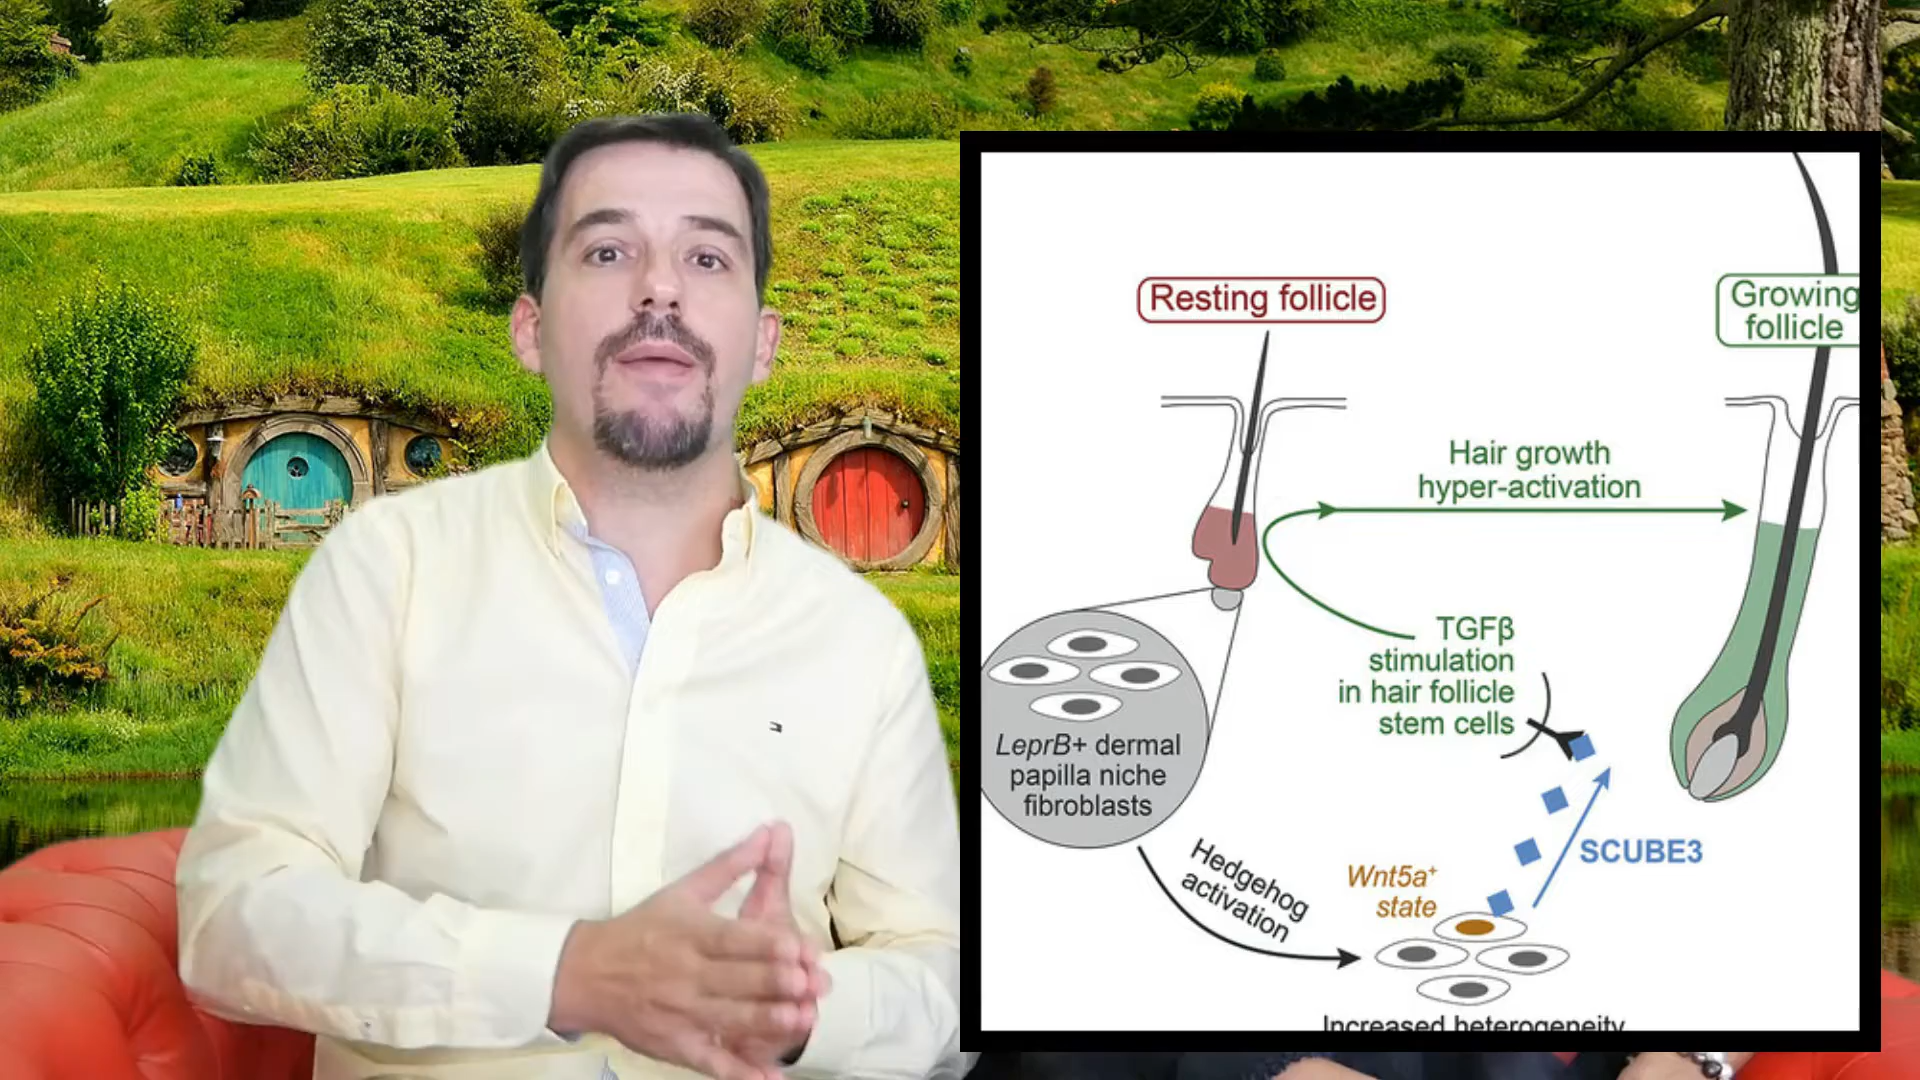 Resting follicle
Growing
follicle
Hair growth
hyper-activation
TGFβ
stimulation
in hair follicle
stem cells
LeprB+ dermal
papilla niche
fibroblasts
Hedgehog
activation
Wnt5a⁺
state
SCUBE3
Increased heterogeneity